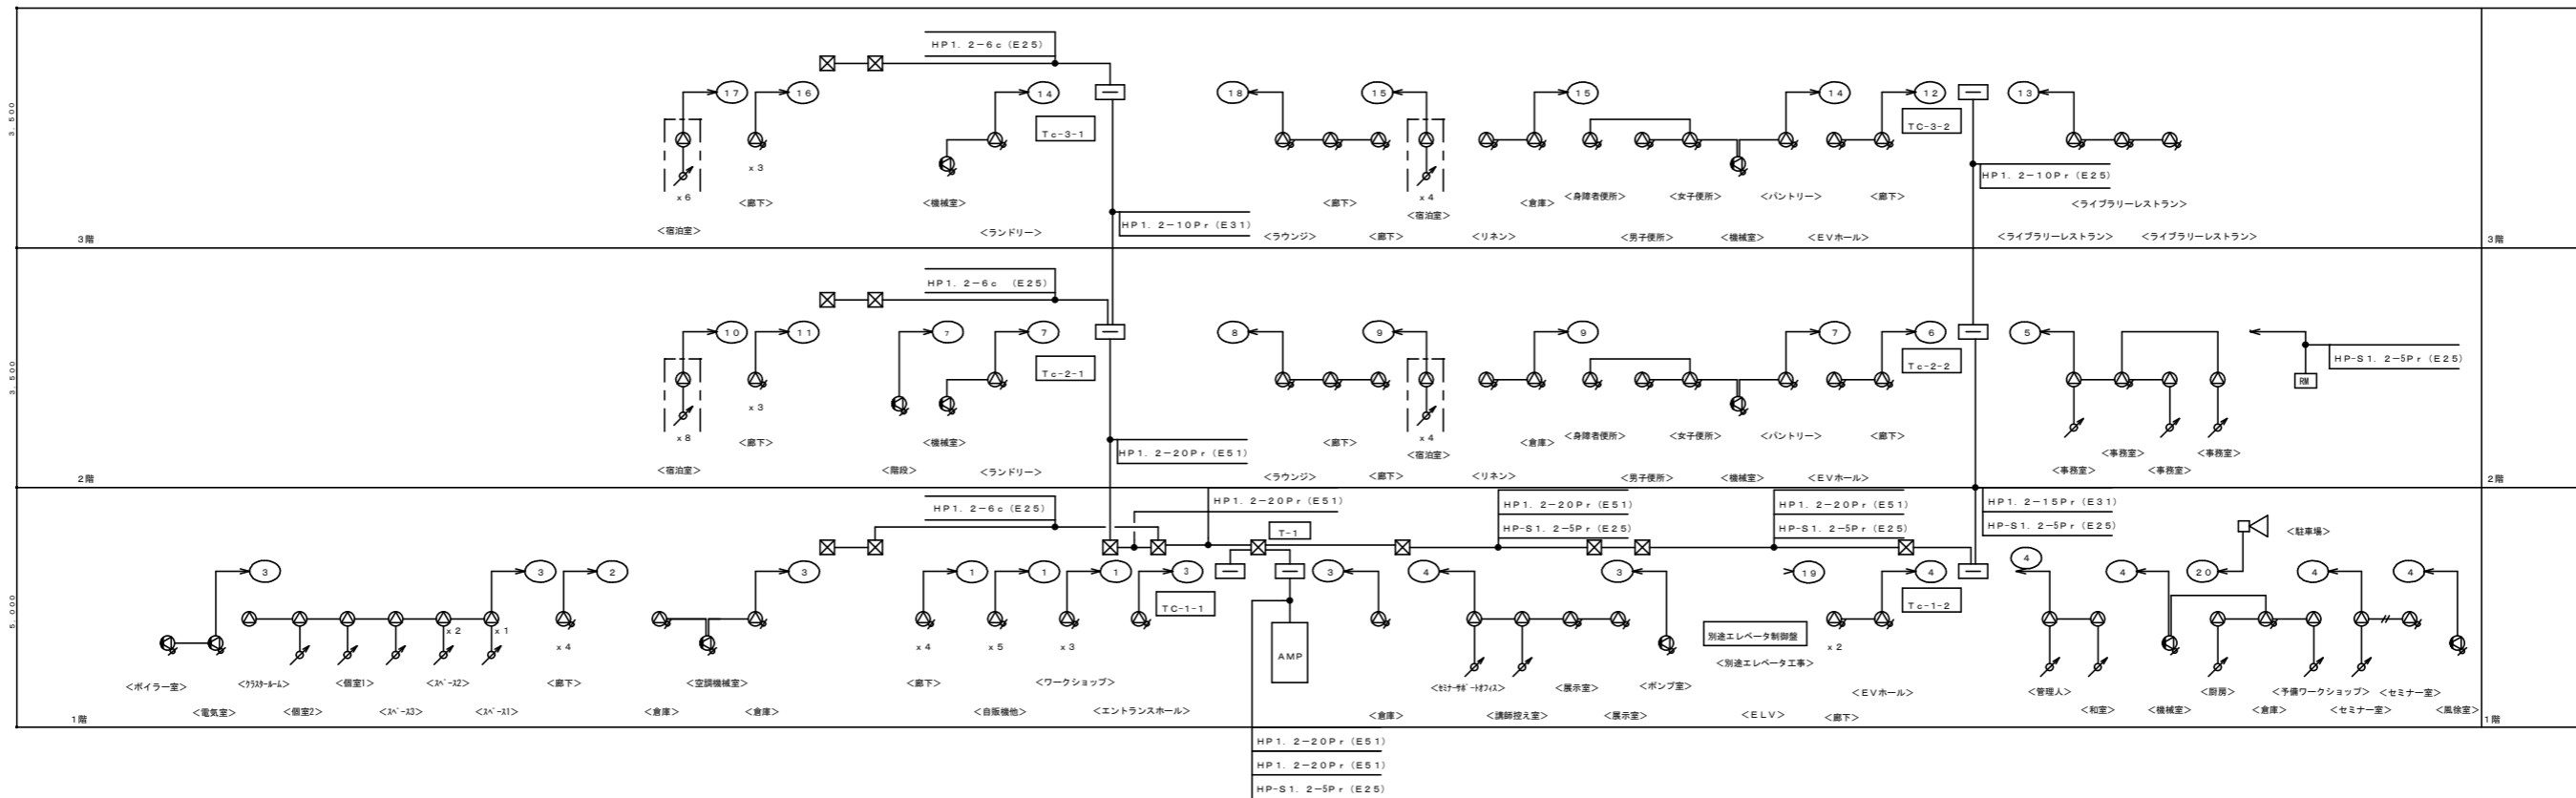 3,500
HP1.2-6c(E25)
17
16
14
Tc-3-1
x6
x3
<宿泊室>
<廊下>
<機械室>
<ランドリー>
HP1.2-10Pr(E31)
18
15
15
14
12
TC-3-2
13
x4
HP1.2-10Pr(E25)
<ラウンジ>
<廊下>
<宿泊室>
<リネン>
<倉庫>
<身障者便所>
<男子便所>
<女子便所>
<機械室>
<パントリー>
<EVホール>
<廊下>
<ライブラリーレストラン>
<ライブラリーレストラン>
<ライブラリーレストラン>
3階
3階
3,500
HP1.2-6c (E25)
10
11
7
7
Tc-2-1
x8
x3
<宿泊室>
<廊下>
<階段>
<機械室>
<ランドリー>
HP1.2-20Pr(E51)
8
9
9
7
6
Tc-2-2
5
RM
HP-S1.2-5Pr(E25)
x4
<ラウンジ>
<廊下>
<宿泊室>
<リネン>
<倉庫>
<身障者便所>
<男子便所>
<女子便所>
<機械室>
<パントリー>
<EVホール>
<廊下>
<事務室>
<事務室>
<事務室>
<事務室>
2階
2階
5,000
HP1.2-6c(E25)
HP1.2-20Pr(E51)
T-1
HP1.2-20Pr(E51)
HP-S1.2-5Pr(E25)
HP1.2-20Pr(E51)
HP-S1.2-5Pr(E25)
HP1.2-15Pr(E31)
HP-S1.2-5Pr(E25)
<駐車場>
3
3
2
3
1
1
1
3
TC-1-1
3
4
3
19
4
Tc-1-2
4
4
20
4
4
x2
x1
x4
x4
x5
x3
AMP
別途エレベータ制御盤
<別途エレベータ工事>
x2
<ボイラー室>
<電気室>
<クラスタールーム>
<個室2>
<個室1>
<スペース3>
<スペース2>
<スペース1>
<廊下>
<倉庫>
<空調機械室>
<倉庫>
<廊下>
<自販機他>
<ワークショップ>
<エントランスホール>
<倉庫>
<セミナーサポートオフィス>
<講師控え室>
<展示室>
<展示室>
<ポンプ室>
<ELV>
<廊下>
<EVホール>
<管理人>
<和室>
<機械室>
<厨房>
<倉庫>
<予備ワークショップ>
<セミナー室>
<セミナー室>
<風徐室>
1階
1階
HP1.2-20Pr(E51)
HP1.2-20Pr(E51)
HP-S1.2-5Pr(E25)